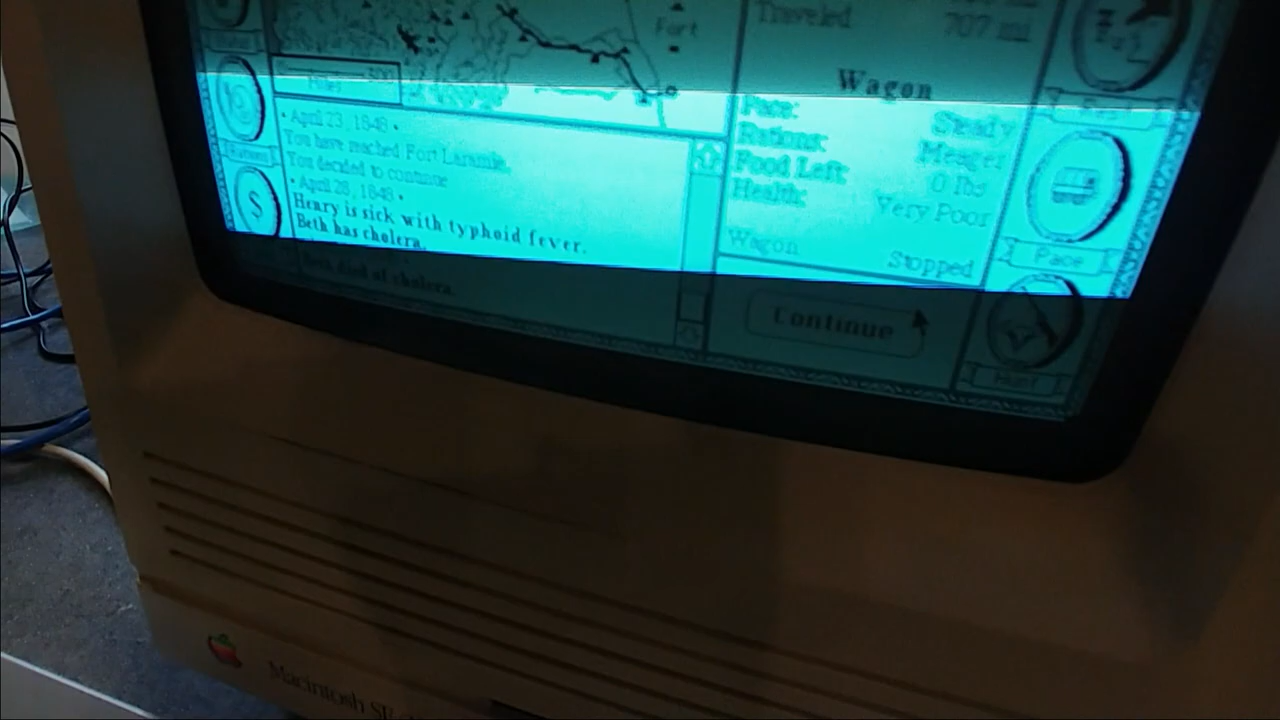 Fort
Traveled
707 mi
Wagon
Pace: Steady
Rations: Meager
Food Left: 0 lbs
Health: Very Poor
Wagon Stopped
• April 23, 1848 •
You have reached Fort Laramie.
You decided to continue
• April 28, 1848 •
Henry is sick with typhoid fever.
Beth has cholera.
Beth died of cholera.
$
Continue
Pace
Hunt
Macintosh SE